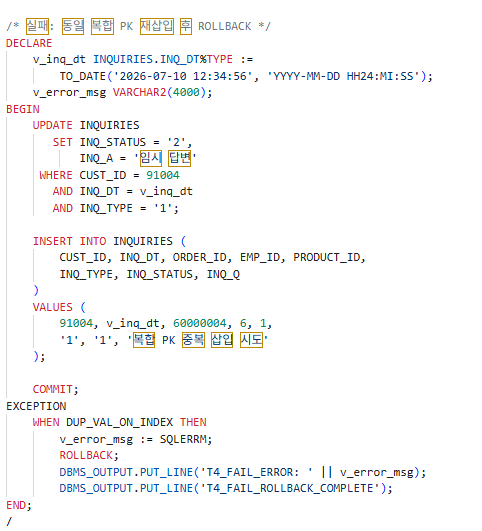 /* 실패: 동일 복합 PK 재삽입 후 ROLLBACK */
DECLARE
    v_inq_dt INQUIRIES.INQ_DT%TYPE :=
        TO_DATE('2026-07-10 12:34:56', 'YYYY-MM-DD HH24:MI:SS');
    v_error_msg VARCHAR2(4000);
BEGIN
    UPDATE INQUIRIES
       SET INQ_STATUS = '2',
           INQ_A = '임시 답변'
     WHERE CUST_ID = 91004
       AND INQ_DT = v_inq_dt
       AND INQ_TYPE = '1';

    INSERT INTO INQUIRIES (
        CUST_ID, INQ_DT, ORDER_ID, EMP_ID, PRODUCT_ID,
        INQ_TYPE, INQ_STATUS, INQ_Q
    )
    VALUES (
        91004, v_inq_dt, 60000004, 6, 1,
        '1', '1', '복합 PK 중복 삽입 시도'
    );

    COMMIT;
EXCEPTION
    WHEN DUP_VAL_ON_INDEX THEN
        v_error_msg := SQLERRM;
        ROLLBACK;
        DBMS_OUTPUT.PUT_LINE('T4_FAIL_ERROR: ' || v_error_msg);
        DBMS_OUTPUT.PUT_LINE('T4_FAIL_ROLLBACK_COMPLETE');
END;
/